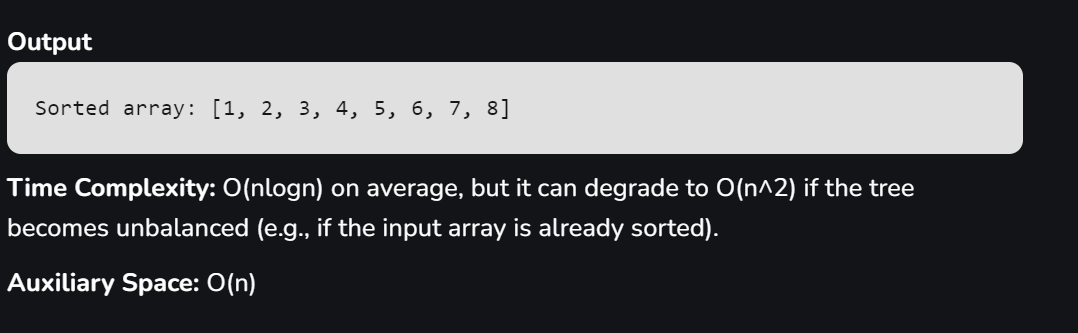 Output
Sorted array: [1, 2, 3, 4, 5, 6, 7, 8]
Time Complexity: O(nlogn) on average, but it can degrade to O(n^2) if the tree
becomes unbalanced (e.g., if the input array is already sorted).
Auxiliary Space: O(n)